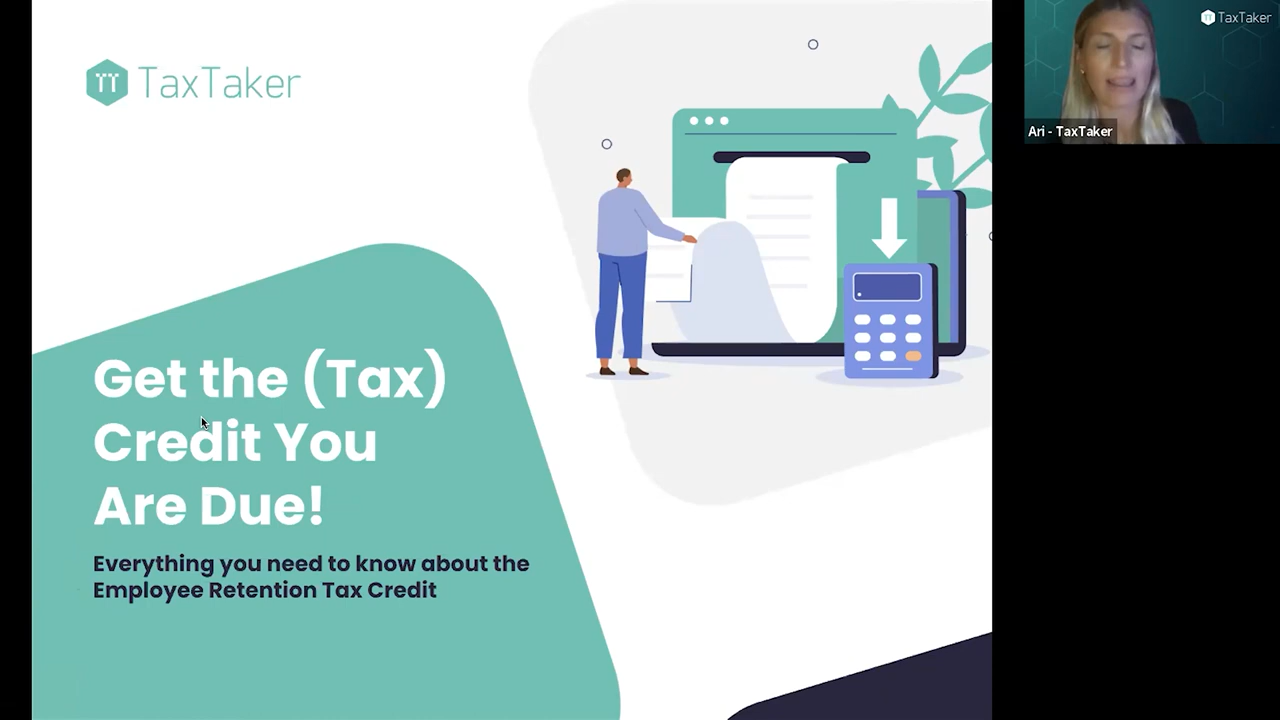 TaxTaker
Get the (Tax)
Credit You
Are Due!
Everything you need to know about the
Employee Retention Tax Credit
TaxTaker
Ari - TaxTaker